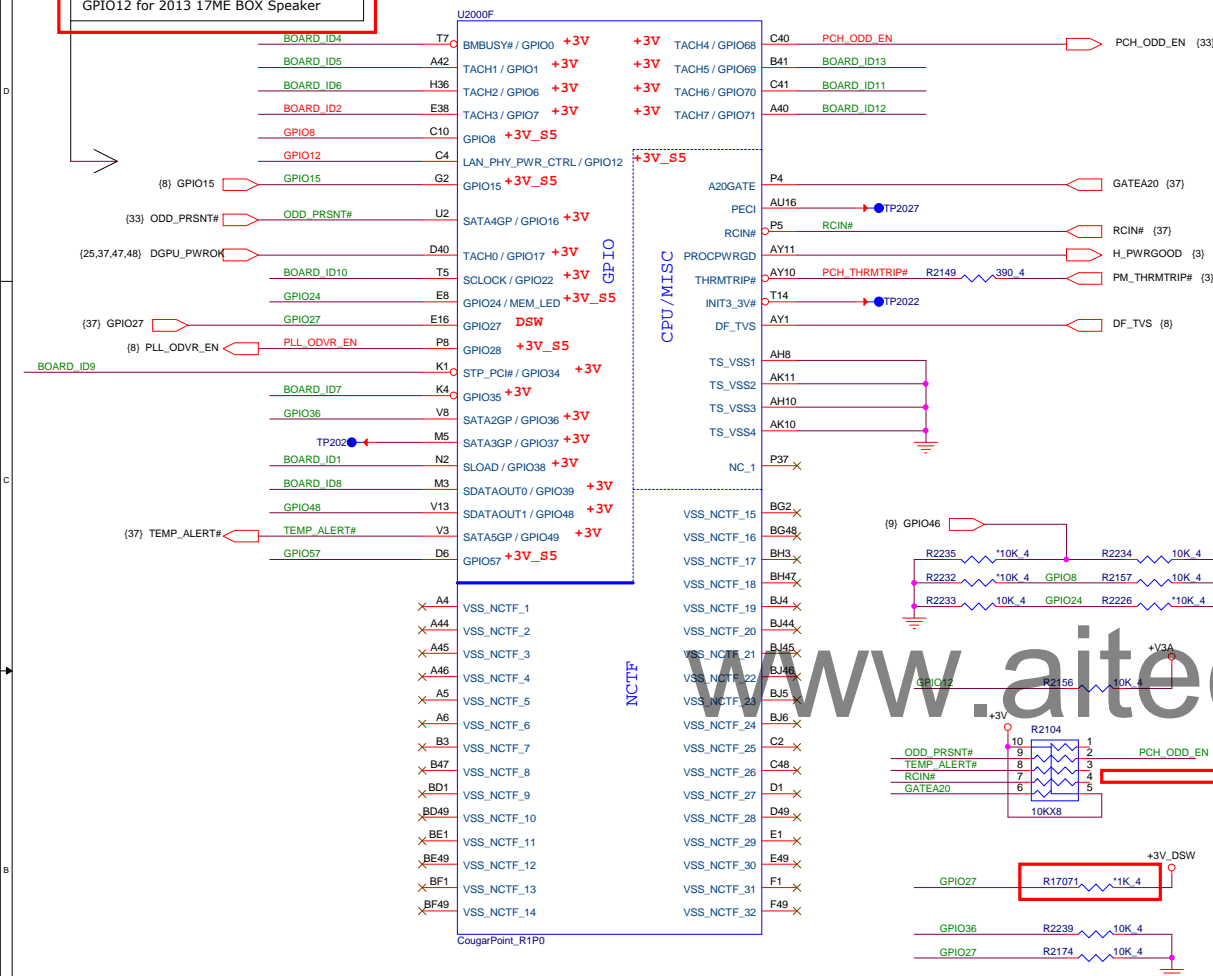 GPIO12 for 2013 17ME BOX Speaker
U2000F
BOARD_ID4 T7 BMBUSY# / GPIO0 +3V
BOARD_ID5 A42 TACH1 / GPIO1 +3V
BOARD_ID6 H36 TACH2 / GPIO6 +3V
BOARD_ID2 E38 TACH3 / GPIO7 +3V
GPIO8 C10 GPIO8 +3V_S5
GPIO12 C4 LAN_PHY_PWR_CTRL / GPIO12 +3V_S5
{8} GPIO15 GPIO15 G2 GPIO15 +3V_S5
{33} ODD_PRSNT# ODD_PRSNT# U2 SATA4GP / GPIO16 +3V
{25,37,47,48} DGPU_PWROK D40 TACH0 / GPIO17 +3V
BOARD_ID10 T5 SCLOCK / GPIO22 +3V
GPIO24 E8 GPIO24 / MEM_LED +3V_S5
{37} GPIO27 GPIO27 E16 GPIO27 DSW
{8} PLL_ODVR_EN PLL_ODVR_EN P8 GPIO28 +3V_S5
BOARD_ID9 K1 STP_PCI# / GPIO34 +3V
BOARD_ID7 K4 GPIO35 +3V
GPIO36 V8 SATA2GP / GPIO36 +3V
TP202 M5 SATA3GP / GPIO37 +3V
BOARD_ID1 N2 SLOAD / GPIO38 +3V
BOARD_ID8 M3 SDATAOUT0 / GPIO39 +3V
GPIO48 V13 SDATAOUT1 / GPIO48 +3V
{37} TEMP_ALERT# TEMP_ALERT# V3 SATA5GP / GPIO49 +3V
GPIO57 D6 GPIO57 +3V_S5
GPIO
A4 VSS_NCTF_1
A44 VSS_NCTF_2
A45 VSS_NCTF_3
A46 VSS_NCTF_4
A5 VSS_NCTF_5
A6 VSS_NCTF_6
B3 VSS_NCTF_7
B47 VSS_NCTF_8
BD1 VSS_NCTF_9
BD49 VSS_NCTF_10
BE1 VSS_NCTF_11
BE49 VSS_NCTF_12
BF1 VSS_NCTF_13
BF49 VSS_NCTF_14
CougarPoint_R1P0
+3V TACH4 / GPIO68 C40 PCH_ODD_EN PCH_ODD_EN {33}
+3V TACH5 / GPIO69 B41 BOARD_ID13
+3V TACH6 / GPIO70 C41 BOARD_ID11
+3V TACH7 / GPIO71 A40 BOARD_ID12
CPU/MISC
A20GATE P4 GATEA20 {37}
PECI AU16 TP2027
RCIN# P5 RCIN# RCIN# {37}
PROCPWRGD AY11 H_PWRGOOD {3}
THRMTRIP# AY10 PCH_THRMTRIP# R2149 390_4 PM_THRMTRIP# {3}
INIT3_3V# T14 TP2022
DF_TVS AY1 DF_TVS {8}
TS_VSS1 AH8
TS_VSS2 AK11
TS_VSS3 AH10
TS_VSS4 AK10
NC_1 P37
NCTF
VSS_NCTF_15 BG2
VSS_NCTF_16 BG48
VSS_NCTF_17 BH3
VSS_NCTF_18 BH47
VSS_NCTF_19 BJ4
VSS_NCTF_20 BJ44
VSS_NCTF_21 BJ45
VSS_NCTF_22 BJ46
VSS_NCTF_23 BJ5
VSS_NCTF_24 BJ6
VSS_NCTF_25 C2
VSS_NCTF_26 C48
VSS_NCTF_27 D1
VSS_NCTF_28 D49
VSS_NCTF_29 E1
VSS_NCTF_30 E49
VSS_NCTF_31 F1
VSS_NCTF_32 F49
{9} GPIO46
R2235 *10K_4 R2234 10K_4
R2232 *10K_4 GPIO8 R2157 10K_4
R2233 10K_4 GPIO24 R2226 *10K_4
www.aite
+V3A
GPIO12 R2156 10K_4
+3V
R2104
10 1
ODD_PRSNT# 9 2 PCH_ODD_EN
TEMP_ALERT# 8 3
RCIN# 7 4
GATEA20 6 5
10KX8
+3V_DSW
GPIO27 R17071 *1K_4
GPIO36 R2239 10K_4
GPIO27 R2174 10K_4
D
C
B